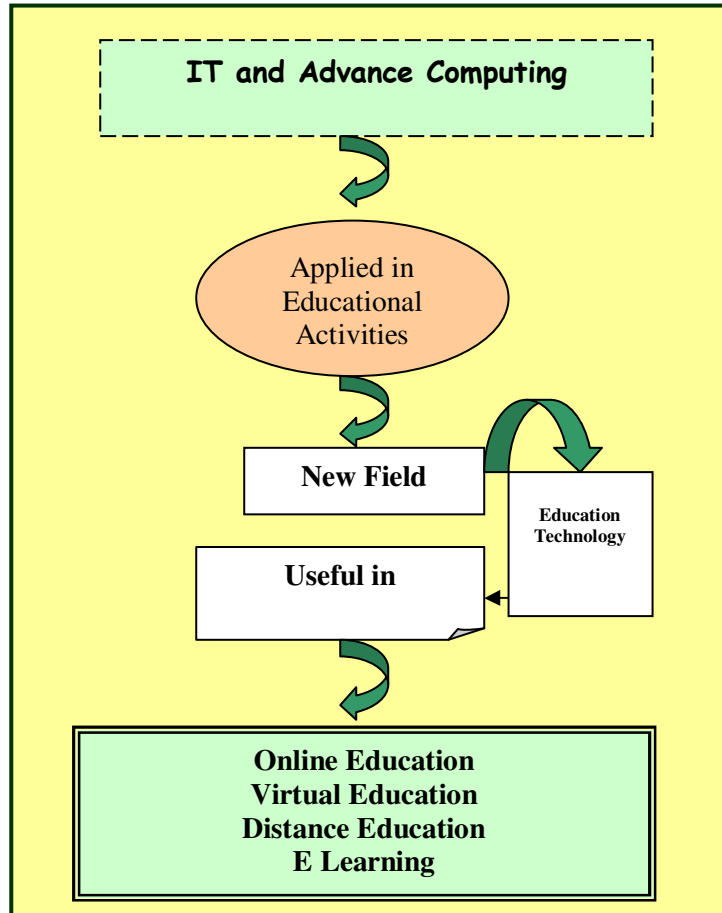 IT and Advance Computing
Applied in
Educational
Activities
New Field
Education
Technology
Useful in
Online Education
Virtual Education
Distance Education
E Learning